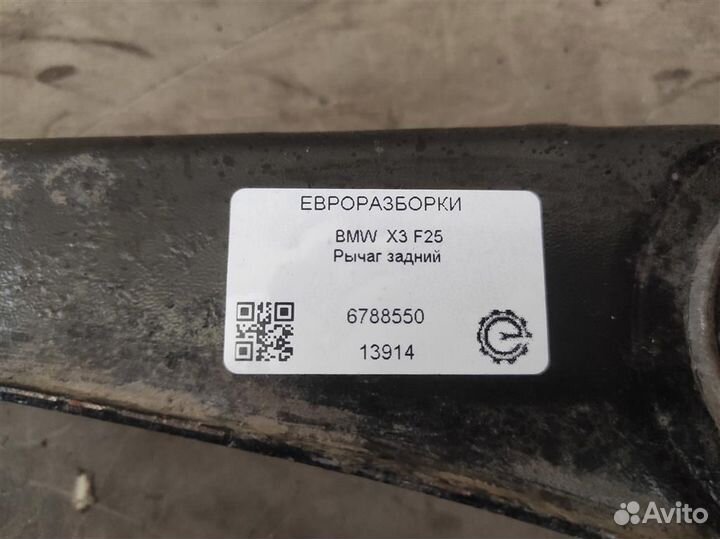 ЕВРОРАЗБОРКИ
BMW X3 F25
Рычаг задний
6788550
13914
Avito